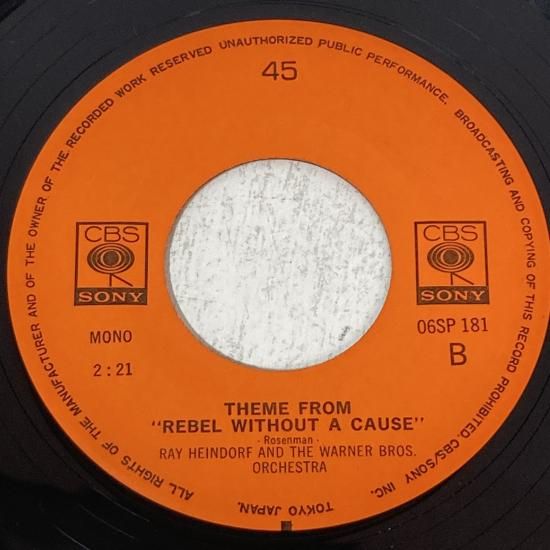 ALL RIGHTS OF THE MANUFACTURER AND OF THE OWNER OF THE RECORDED WORK RESERVED UNAUTHORIZED PUBLIC PERFORMANCE, BROADCASTING AND COPYING OF THIS RECORD PROHIBITED. CBS/SONY INC.
TOKYO JAPAN.
45
CBS
SONY
CBS
SONY
MONO
2:21
06SP 181
B
THEME FROM
"REBEL WITHOUT A CAUSE"
- Rosenman -
RAY HEINDORF AND THE WARNER BROS.
ORCHESTRA